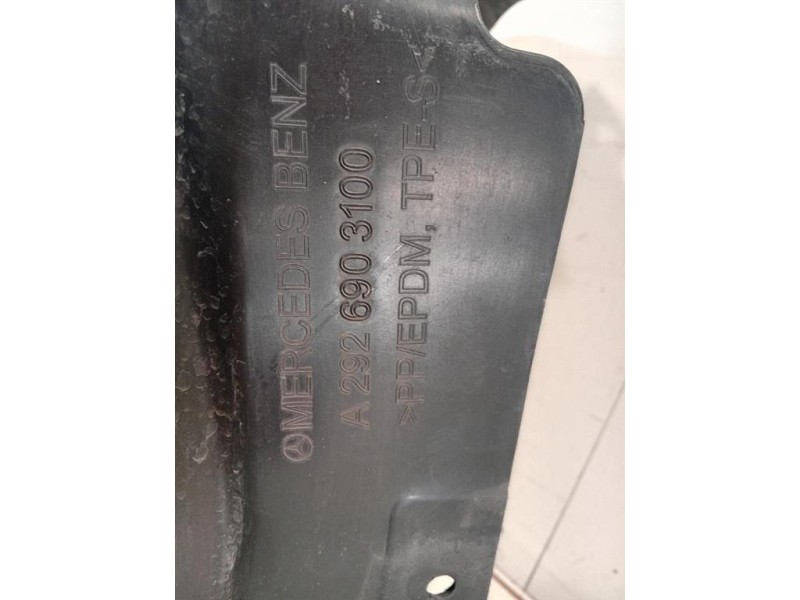 MERCEDES BENZ
A 292 690 3100
>PP/EPDM, TPE-S<